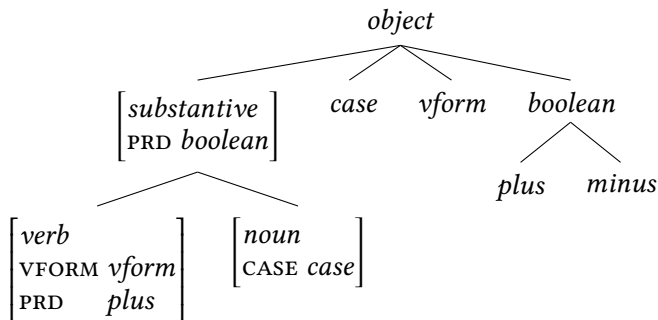 object
substantive
PRD boolean
case vform boolean
plus minus
verb
VFORM vform
PRD plus
noun
CASE case